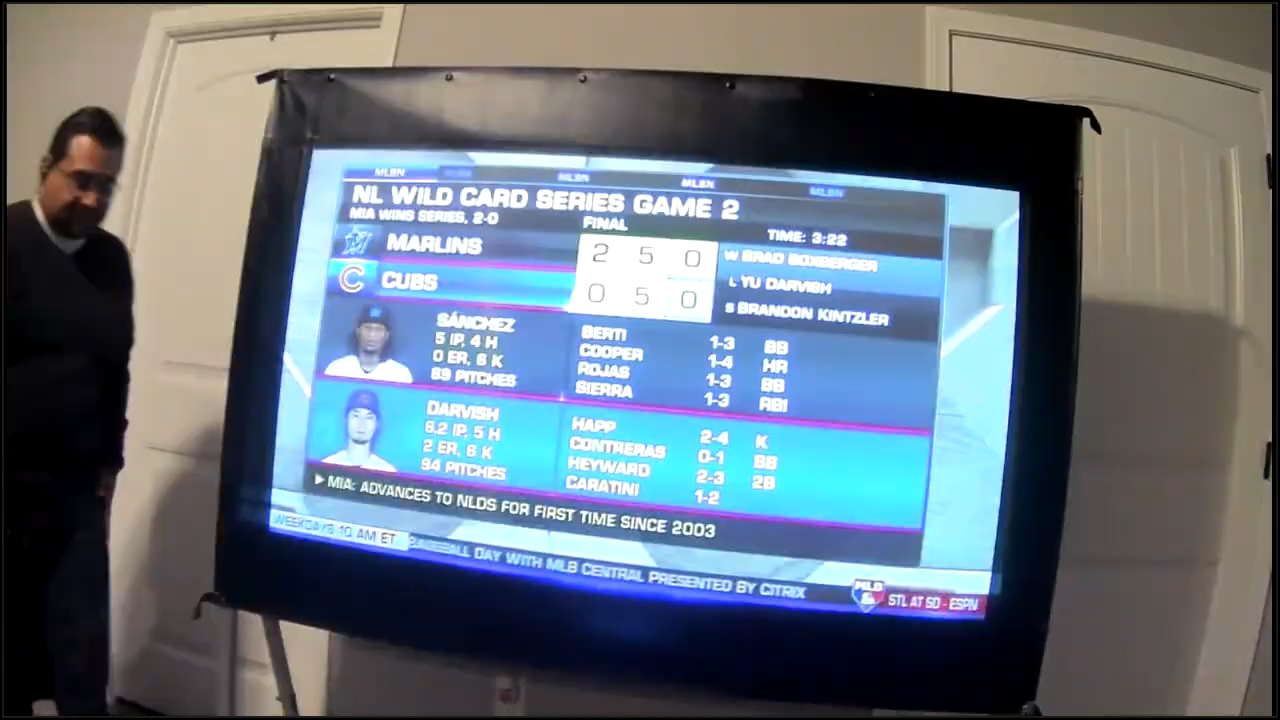 MLBN MLBN MLBN MLBN MLBN
NL WILD CARD SERIES GAME 2
MIA WINS SERIES, 2-0
FINAL
TIME: 3:22
MARLINS 2 5 0
W BRAD BOXBERGER
C CUBS 0 5 0
L YU DARVISH
S BRANDON KINTZLER
SÁNCHEZ
5 IP, 4 H
0 ER, 6 K
89 PITCHES
BERTI 1-3 BB
COOPER 1-4 HR
ROJAS 1-3 BB
SIERRA 1-3 RBI
DARVISH
6.2 IP, 5 H
2 ER, 6 K
94 PITCHES
HAPP 2-4 K
CONTRERAS 0-1 BB
HEYWARD 2-3 2B
CARATINI 1-2
MIA: ADVANCES TO NLDS FOR FIRST TIME SINCE 2003
WEEKDAYS 10 AM ET BASEBALL DAY WITH MLB CENTRAL PRESENTED BY CITRIX
MLB
STL AT SD - ESPN